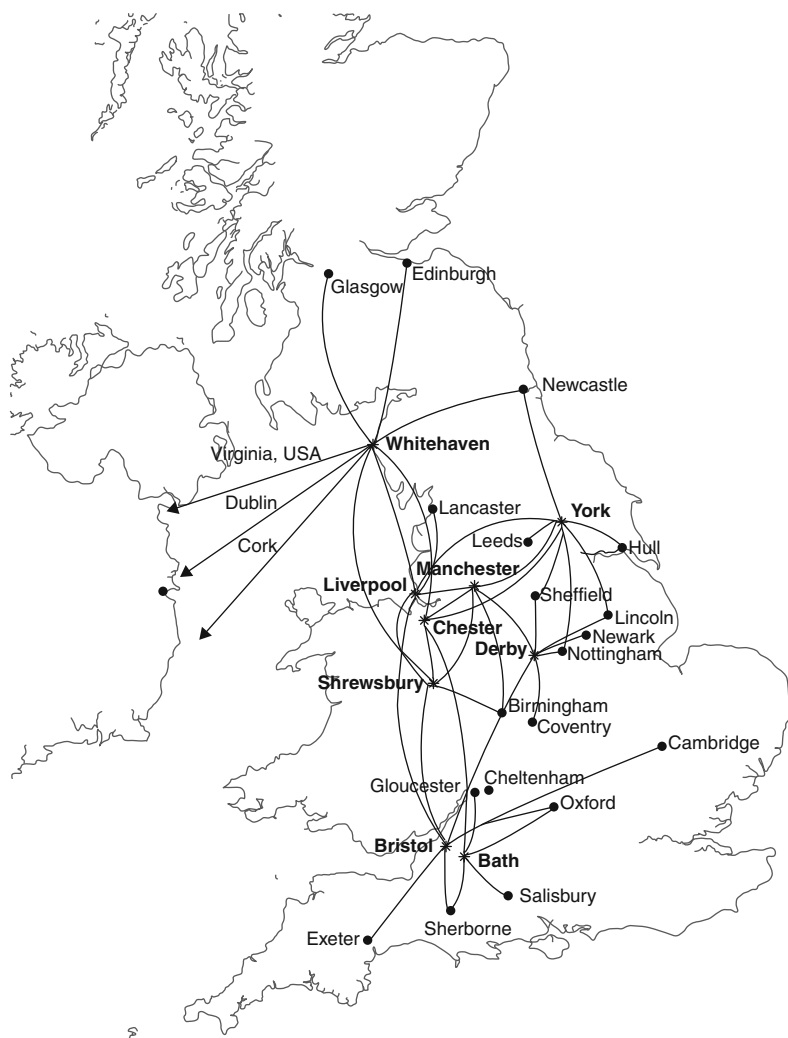 Glasgow
Edinburgh
Newcastle
Whitehaven
Virginia, USA
Dublin
Lancaster
York
Cork
Leeds
Hull
Manchester
Liverpool
Sheffield
Lincoln
Chester
Newark
Derby
Nottingham
Shrewsbury
Birmingham
Coventry
Cambridge
Gloucester
Cheltenham
Oxford
Bristol
Bath
Salisbury
Sherborne
Exeter